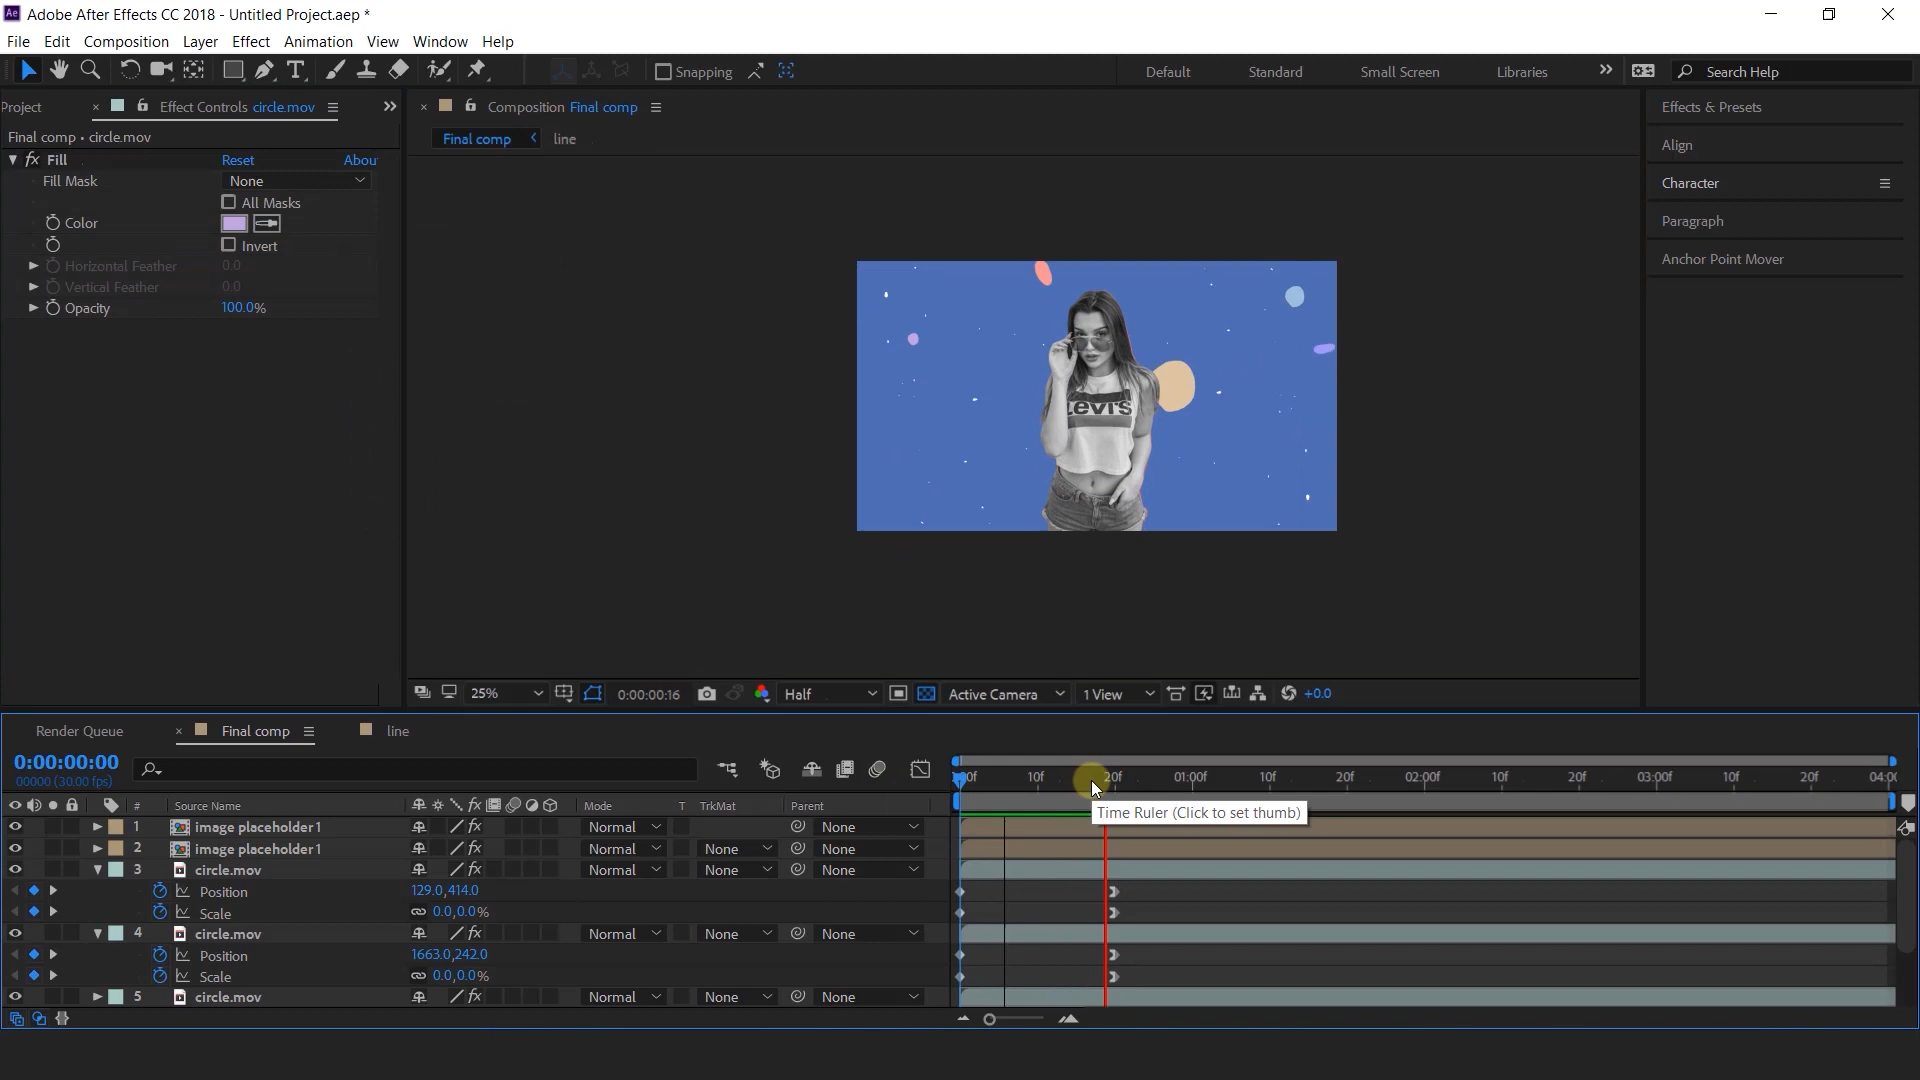 Ae Adobe After Effects CC 2018 - Untitled Project.aep *
File Edit Composition Layer Effect Animation View Window Help
Snapping Default Standard Small Screen Libraries Search Help
Project × Effect Controls circle.mov × Composition Final comp Effects & Presets
Final comp • circle.mov Final comp line
fx Fill Reset Abou Align
Fill Mask None Character
All Masks
Color Paragraph
Invert
Horizontal Feather 0.0 Anchor Point Mover
Vertical Feather 0.0
Opacity 100.0%
Levi's
25% 0:00:00:16 Half Active Camera 1 View +0.0
Render Queue × Final comp line
0:00:00:00
00000 (30.00 fps)
:00f 10f 20f 01:00f 10f 20f 02:00f 10f 20f 03:00f 10f 20f 04:00
# Source Name fx Mode T TrkMat Parent
Time Ruler (Click to set thumb)
1 image placeholder1 fx Normal None
2 image placeholder1 fx Normal None None
3 circle.mov fx Normal None None
Position 129.0,414.0
Scale 0.0,0.0%
4 circle.mov fx Normal None None
Position 1663.0,242.0
Scale 0.0,0.0%
5 circle.mov fx Normal None None